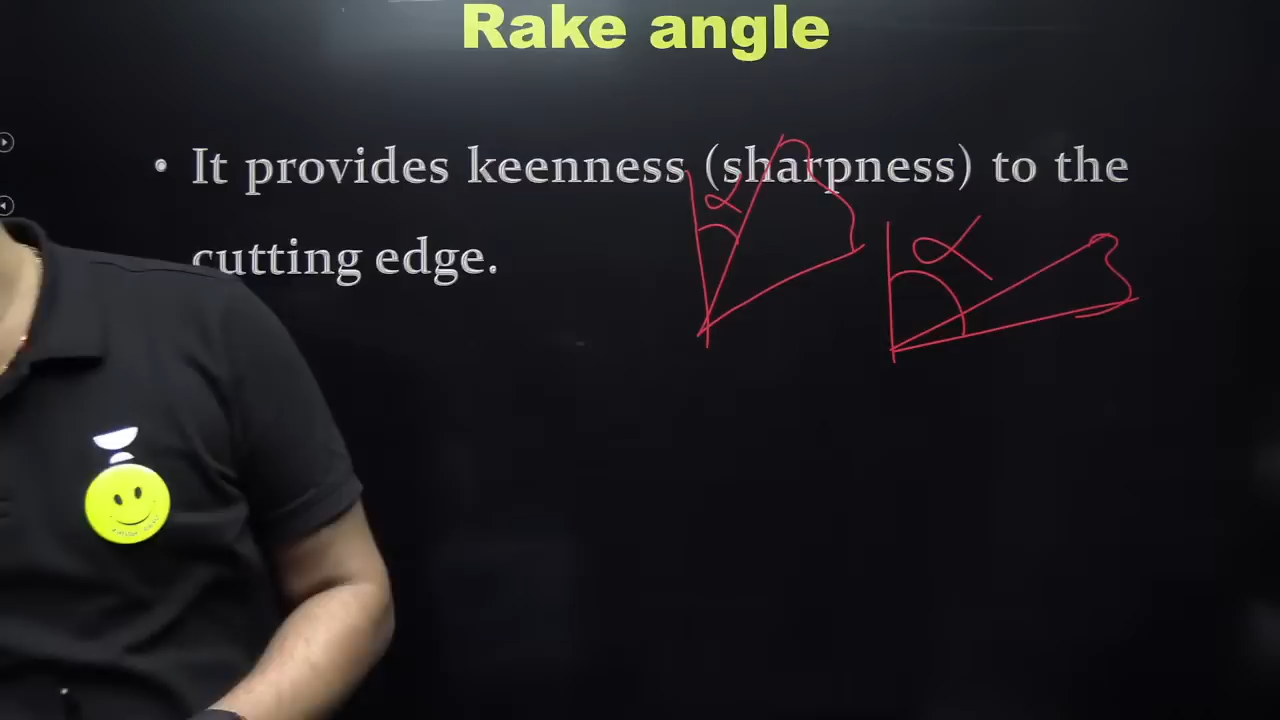 Rake angle
• It provides keenness (sharpness) to the
cutting edge.
α
α